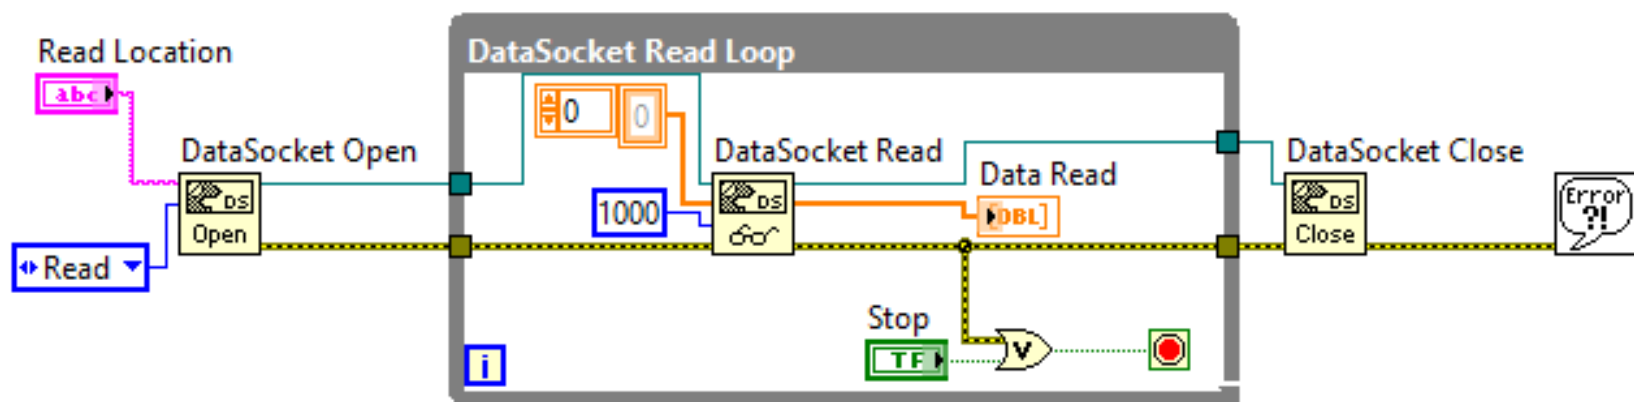 Read Location
abc
DataSocket Open
DS
Open
Read
DataSocket Read Loop
0
0
1000
DataSocket Read
DS
Data Read
DBL]
Stop
TF
V
i
DataSocket Close
DS
Close
Error
?!